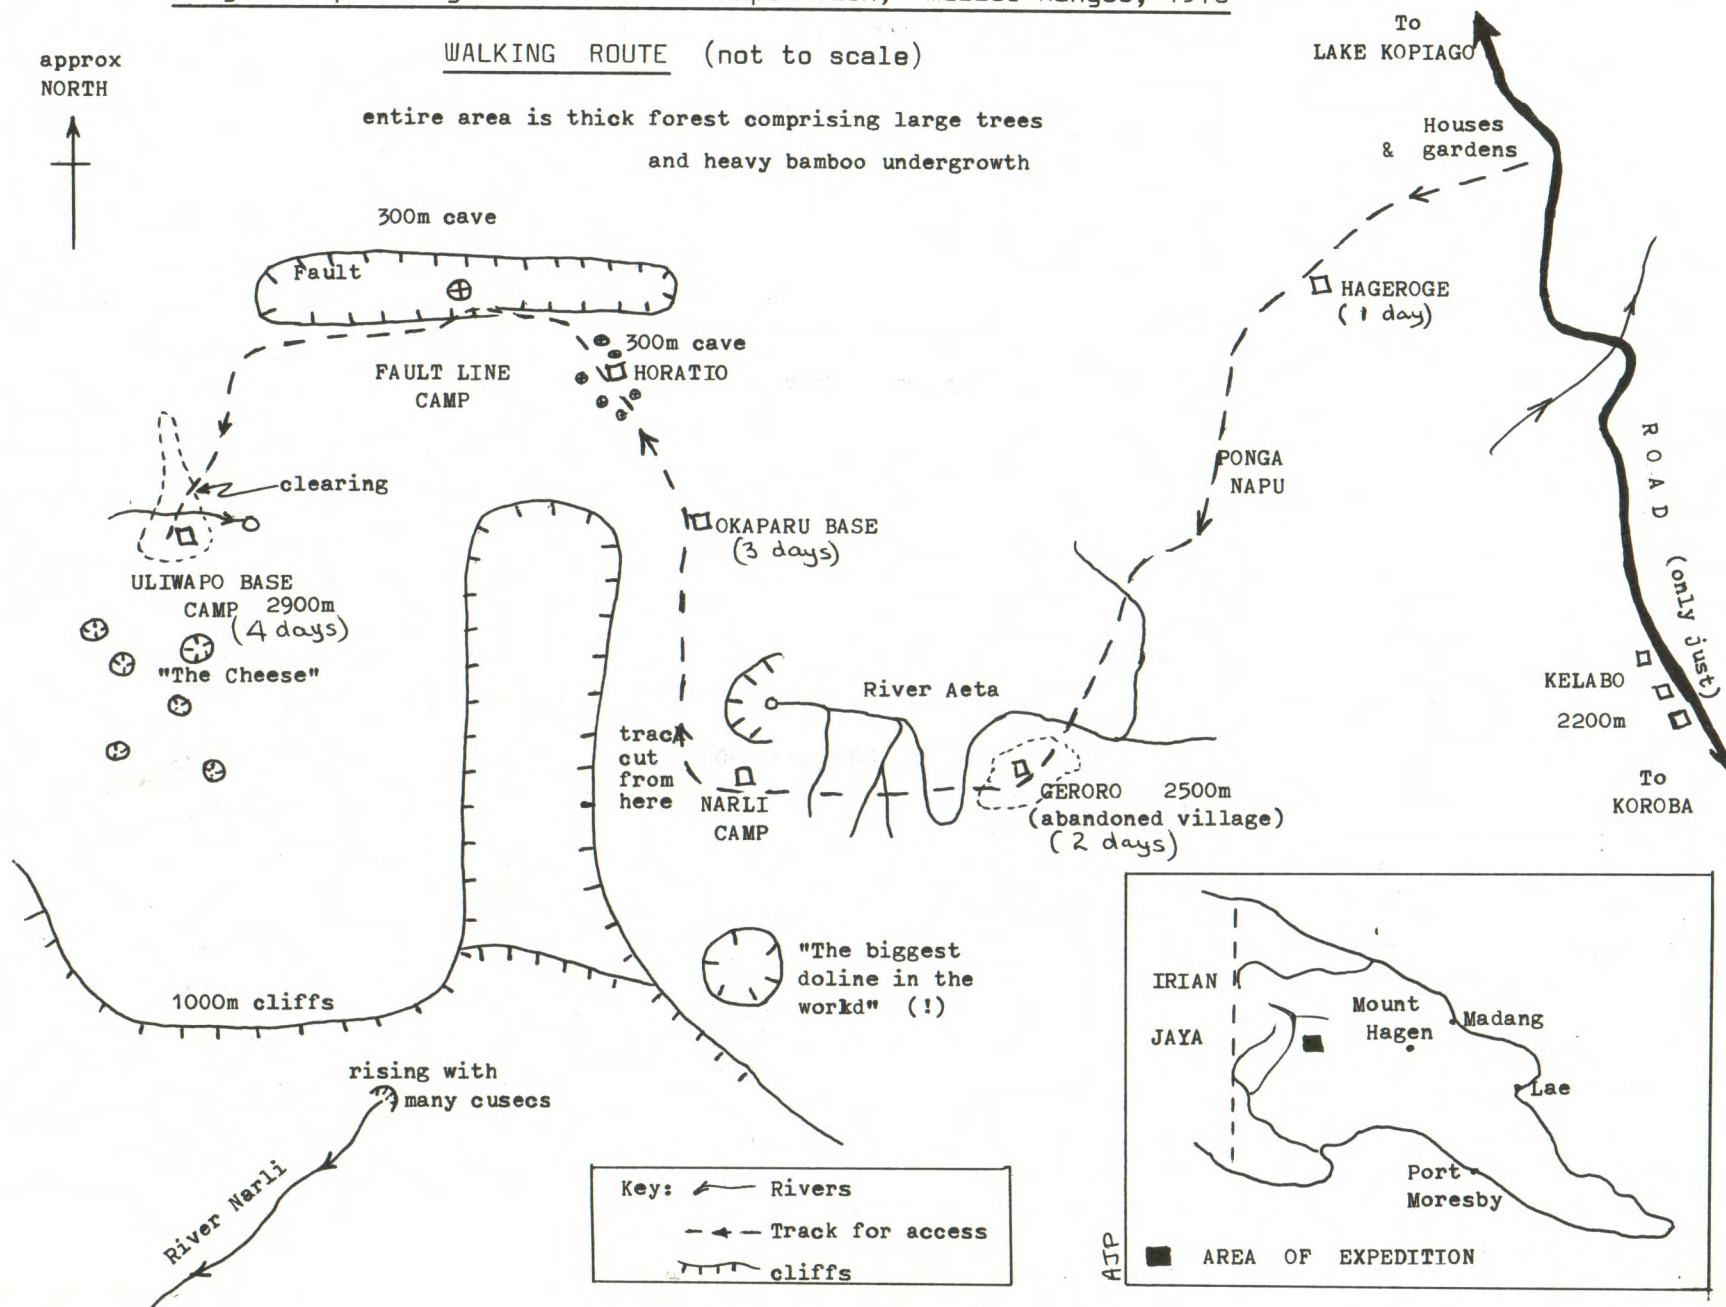 WALKING ROUTE (not to scale)
approx
NORTH
entire area is thick forest comprising large trees
and heavy bamboo undergrowth
To
LAKE KOPIAGO
Houses
& gardens
300m cave
Fault
HAGEROGE
(1 day)
300m cave
HORATIO
FAULT LINE
CAMP
PONGA
NAPU
ROAD (only just)
clearing
OKAPARU BASE
(3 days)
ULIWAPO BASE
CAMP 2900m
(4 days)
"The Cheese"
River Aeta
KELABO
2200m
track
cut
from
here
NARLI
CAMP
GERORO 2500m
(abandoned village)
(2 days)
To
KOROBA
"The biggest
doline in the
workd" (!)
1000m cliffs
rising with
many cusecs
River Narli
Key: Rivers
Track for access
cliffs
IRIAN
JAYA
Mount
Hagen
Madang
Lae
Port
Moresby
AREA OF EXPEDITION
AJP